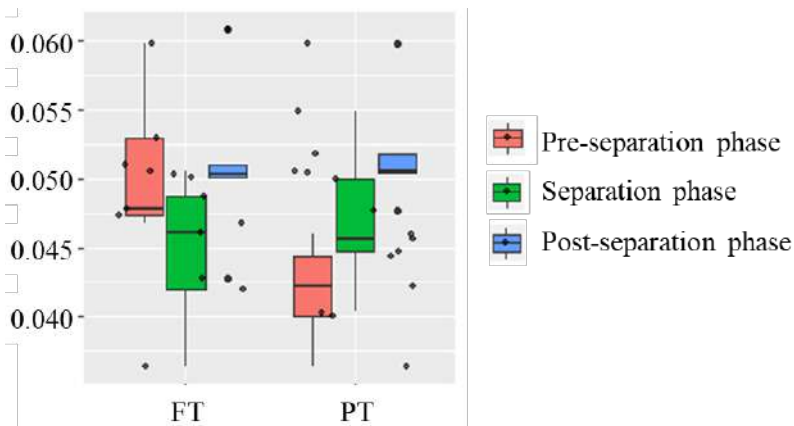 0.060
0.055
0.050
0.045
0.040
FT PT
Pre-separation phase
Separation phase
Post-separation phase